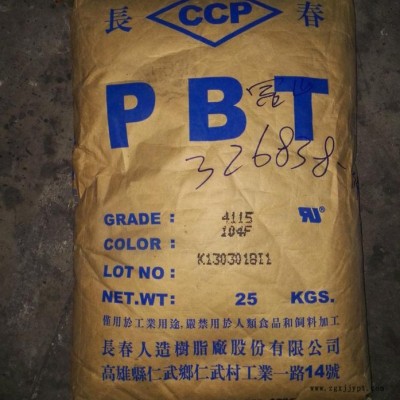 長 CCP 春
PBT
326838
GRADE : 4115
COLOR : 104F
LOT NO : K1303018I1
NET.WT: 25 KGS.
僅用於工業用途,嚴禁用於人類食品和飼料加工
長春人造樹脂廠股份有限公司
高雄縣仁武鄉仁武村工業一路14號